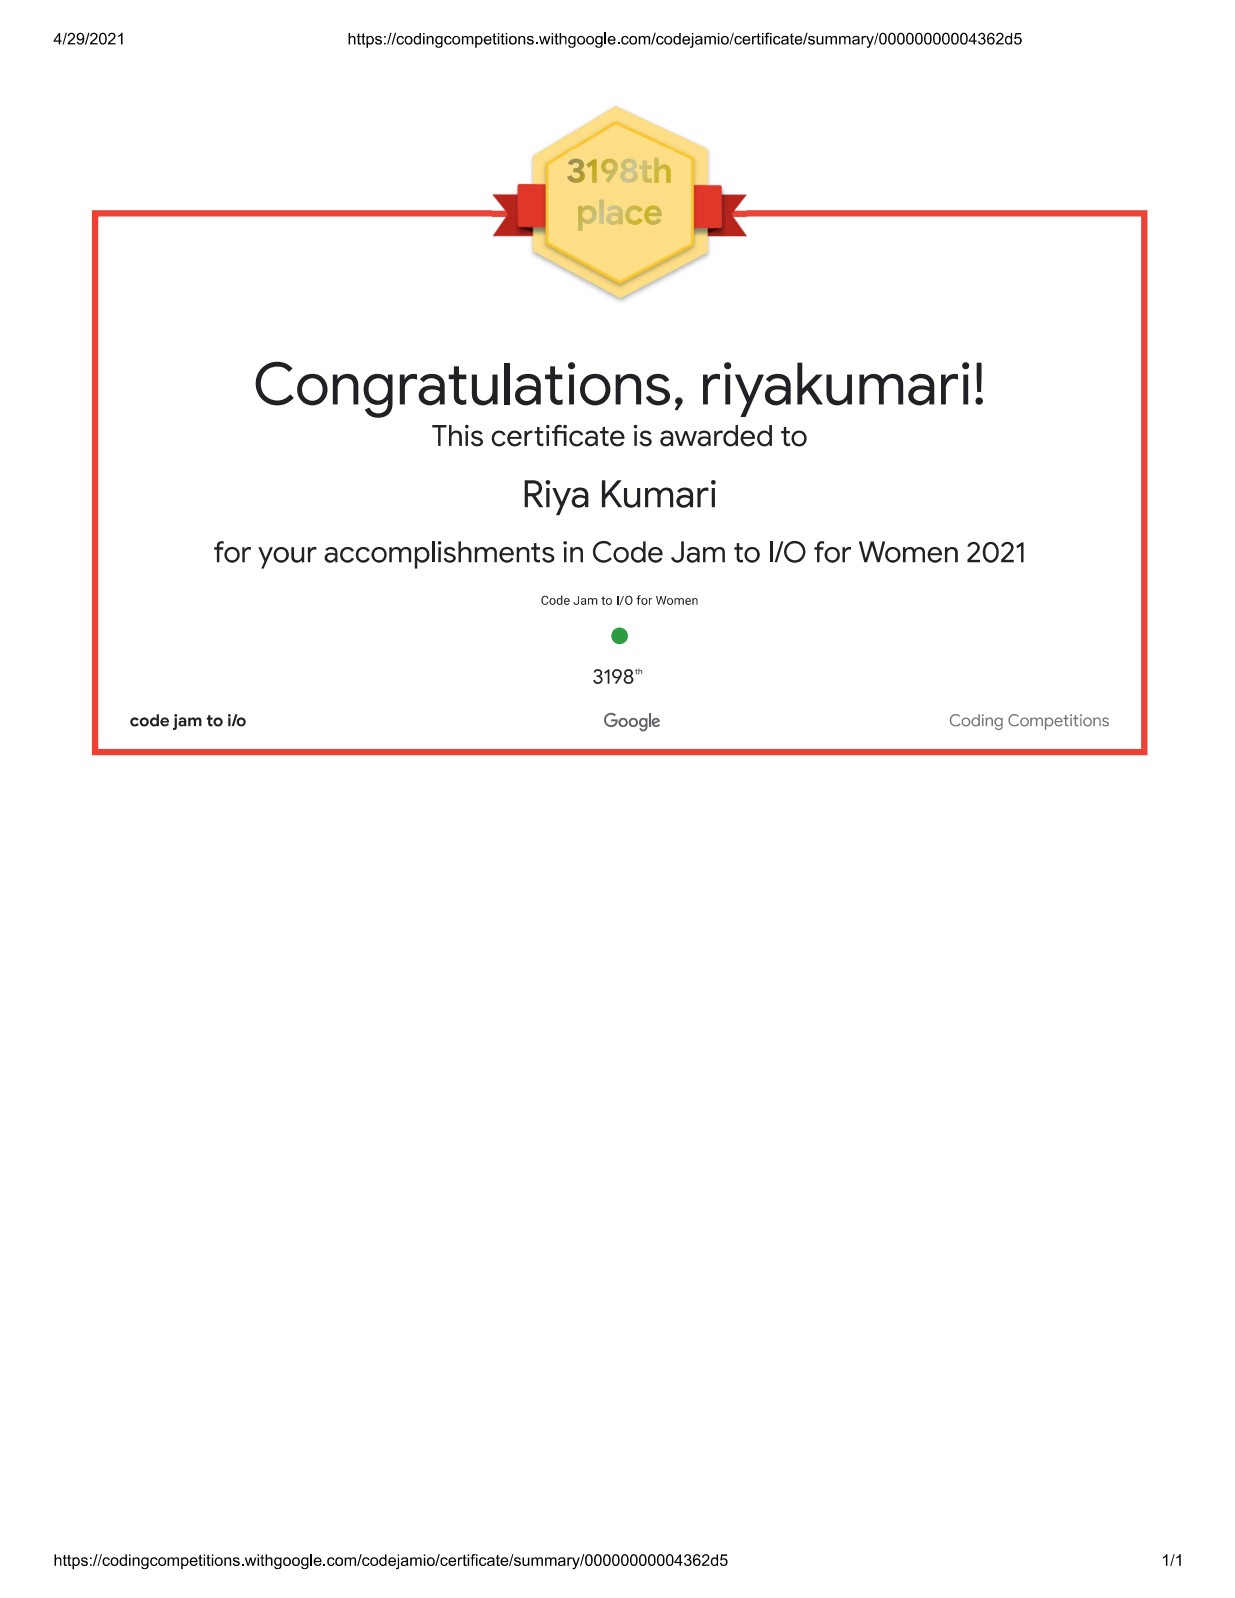 4/29/2021 https://codingcompetitions.withgoogle.com/codejamio/certificate/summary/00000000004362d5
3198th
place
Congratulations, riyakumari!
This certificate is awarded to
Riya Kumari
for your accomplishments in Code Jam to I/O for Women 2021
Code Jam to I/O for Women
3198th
code jam to i/o Google Coding Competitions
https://codingcompetitions.withgoogle.com/codejamio/certificate/summary/00000000004362d5 1/1